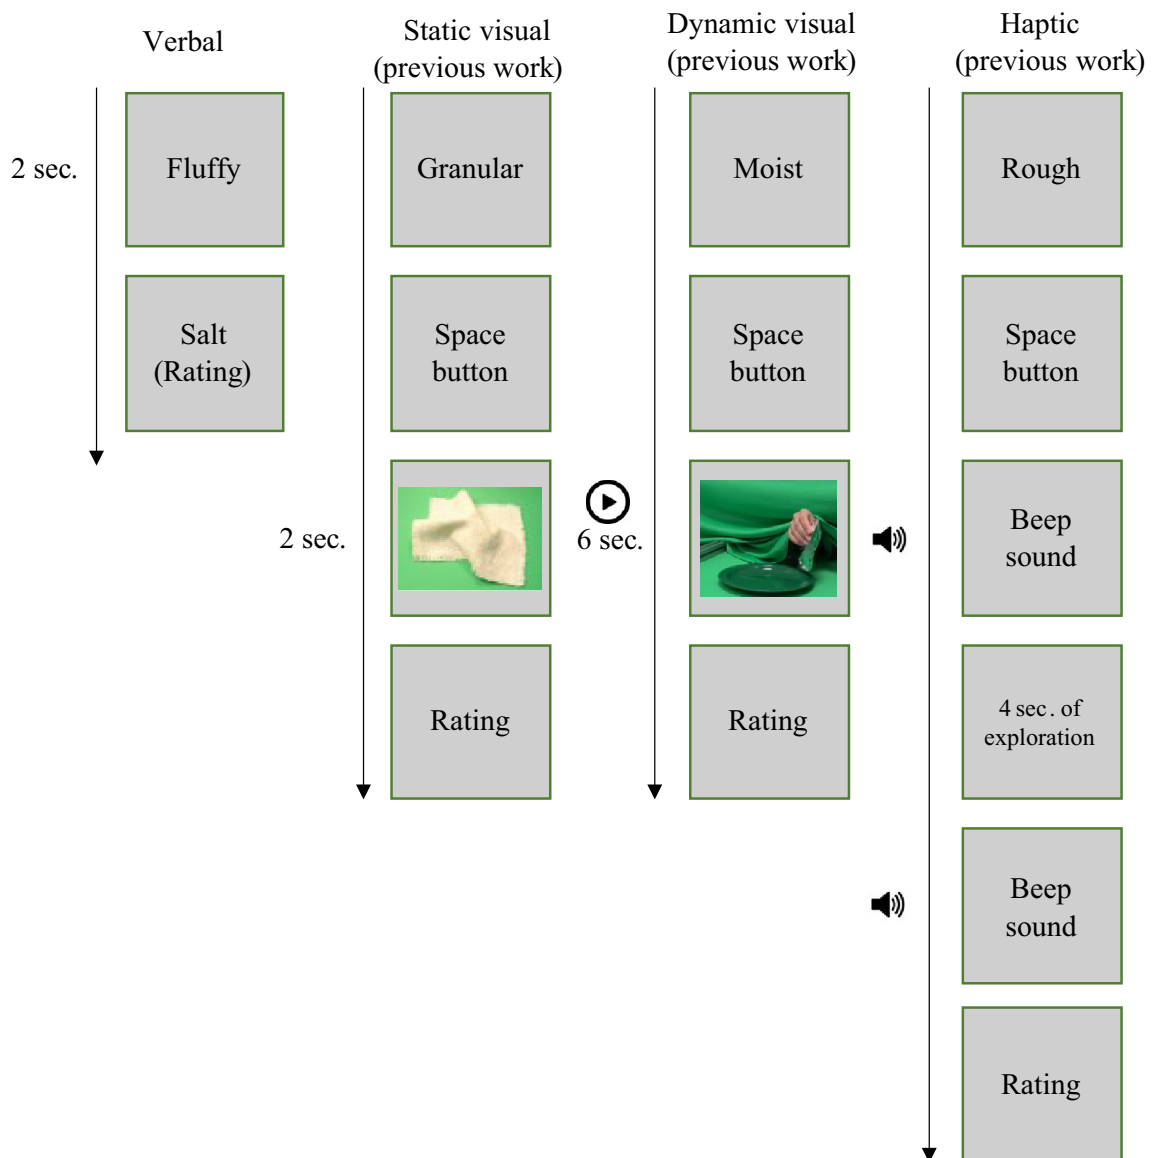 Verbal
Static visual
(previous work)
Dynamic visual
(previous work)
Haptic
(previous work)
2 sec.
Fluffy
Granular
Moist
Rough
Salt
(Rating)
Space
button
Space
button
Space
button
2 sec.
6 sec.
Beep
sound
Rating
Rating
4 sec. of
exploration
Beep
sound
Rating